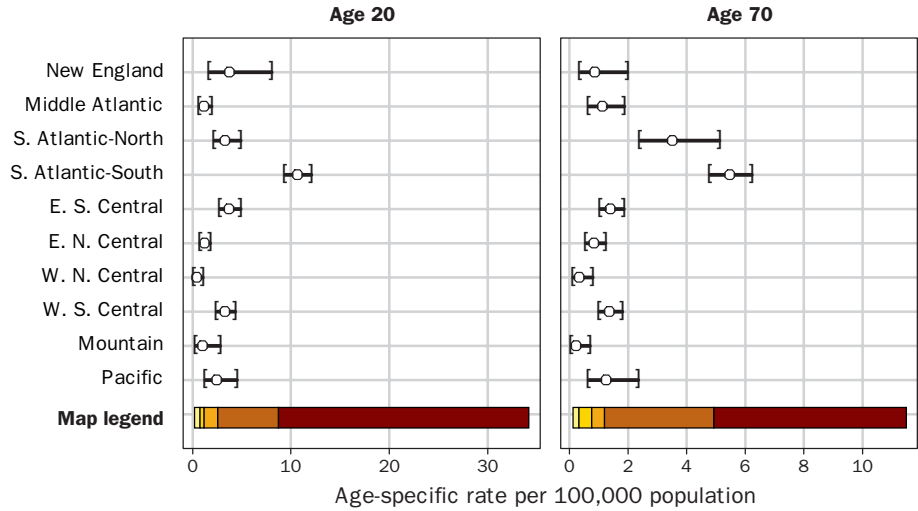 Age 20 Age 70
New England
Middle Atlantic
S. Atlantic-North
S. Atlantic-South
E. S. Central
E. N. Central
W. N. Central
W. S. Central
Mountain
Pacific
Map legend
0 10 20 30 0 2 4 6 8 10
Age-specific rate per 100,000 population